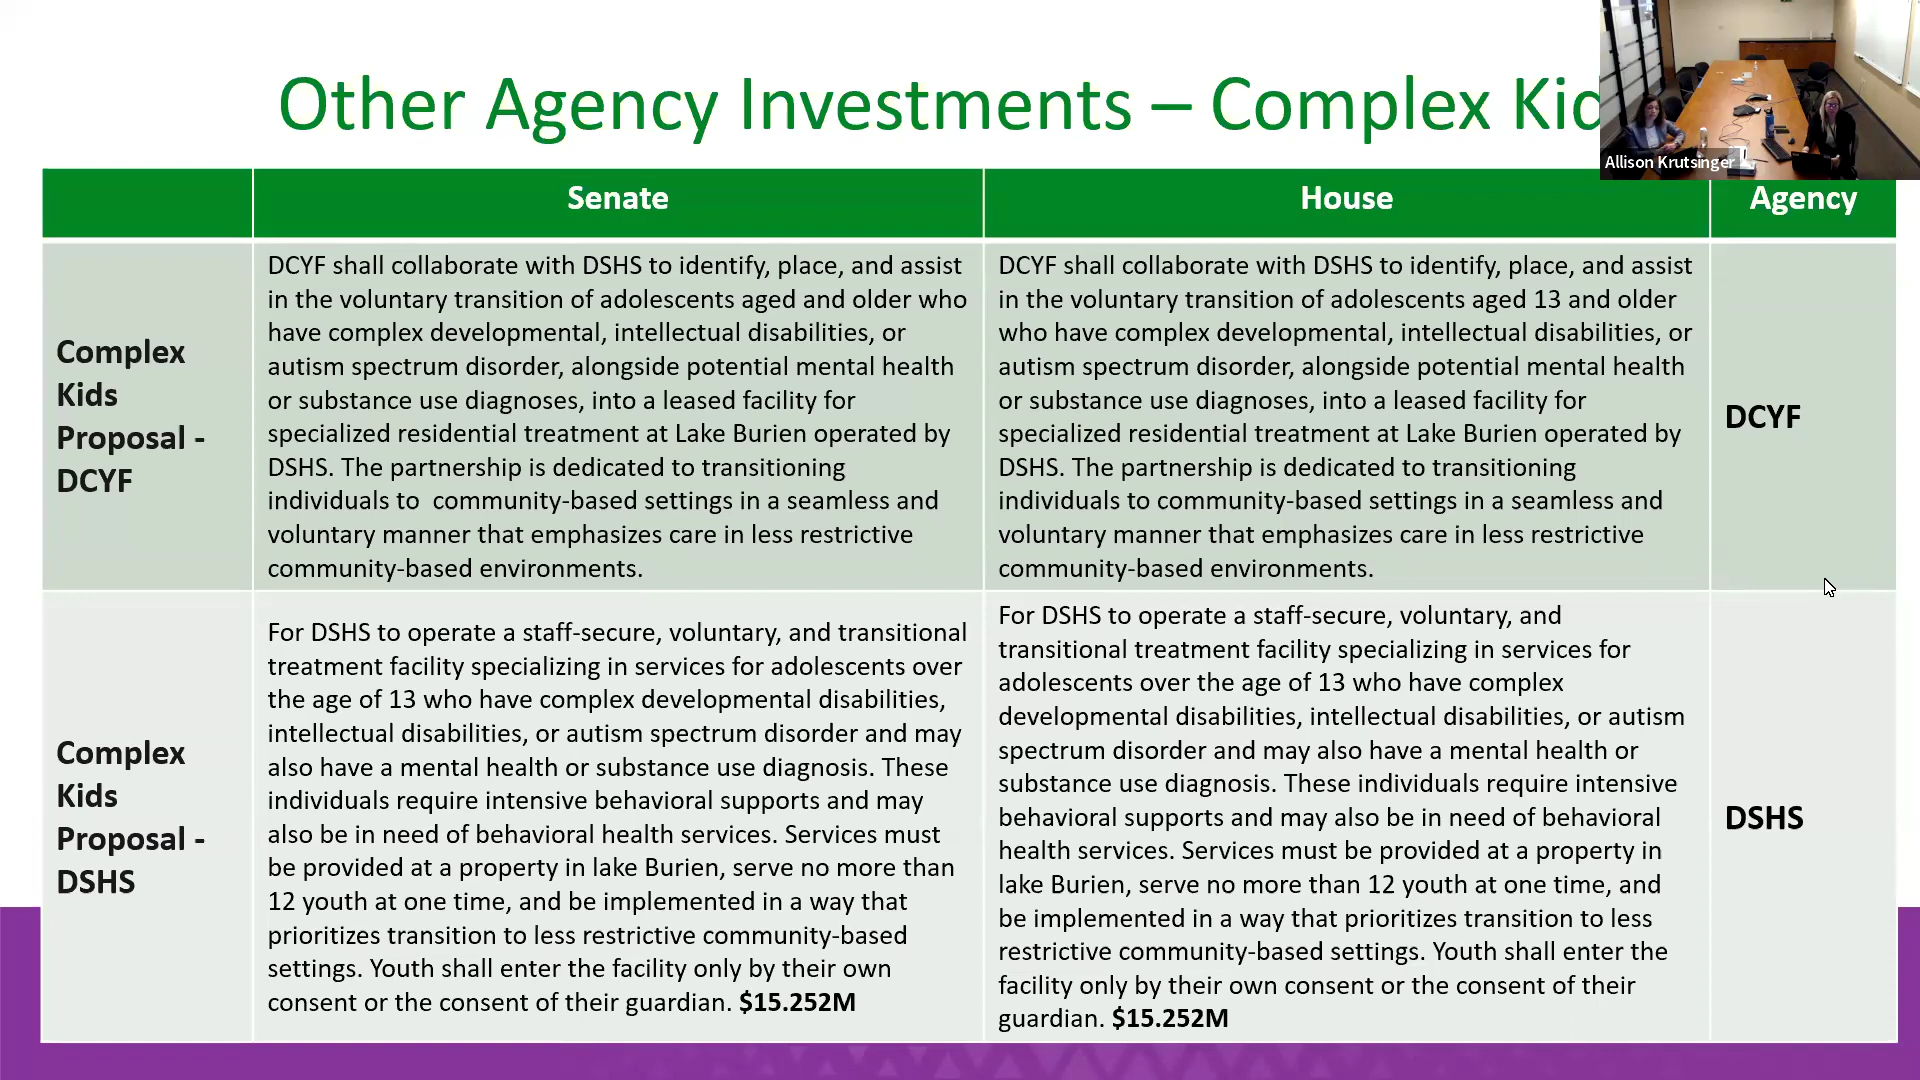 Other Agency Investments – Complex Kid
Allison Krutsinger
Senate
House
Agency
Complex
Kids
Proposal -
DCYF
DCYF shall collaborate with DSHS to identify, place, and assist
in the voluntary transition of adolescents aged and older who
have complex developmental, intellectual disabilities, or
autism spectrum disorder, alongside potential mental health
or substance use diagnoses, into a leased facility for
specialized residential treatment at Lake Burien operated by
DSHS. The partnership is dedicated to transitioning
individuals to  community-based settings in a seamless and
voluntary manner that emphasizes care in less restrictive
community-based environments.
DCYF shall collaborate with DSHS to identify, place, and assist
in the voluntary transition of adolescents aged 13 and older
who have complex developmental, intellectual disabilities, or
autism spectrum disorder, alongside potential mental health
or substance use diagnoses, into a leased facility for
specialized residential treatment at Lake Burien operated by
DSHS. The partnership is dedicated to transitioning
individuals to community-based settings in a seamless and
voluntary manner that emphasizes care in less restrictive
community-based environments.
DCYF
Complex
Kids
Proposal -
DSHS
For DSHS to operate a staff-secure, voluntary, and transitional
treatment facility specializing in services for adolescents over
the age of 13 who have complex developmental disabilities,
intellectual disabilities, or autism spectrum disorder and may
also have a mental health or substance use diagnosis. These
individuals require intensive behavioral supports and may
also be in need of behavioral health services. Services must
be provided at a property in lake Burien, serve no more than
12 youth at one time, and be implemented in a way that
prioritizes transition to less restrictive community-based
settings. Youth shall enter the facility only by their own
consent or the consent of their guardian. $15.252M
For DSHS to operate a staff-secure, voluntary, and
transitional treatment facility specializing in services for
adolescents over the age of 13 who have complex
developmental disabilities, intellectual disabilities, or autism
spectrum disorder and may also have a mental health or
substance use diagnosis. These individuals require intensive
behavioral supports and may also be in need of behavioral
health services. Services must be provided at a property in
lake Burien, serve no more than 12 youth at one time, and
be implemented in a way that prioritizes transition to less
restrictive community-based settings. Youth shall enter the
facility only by their own consent or the consent of their
guardian. $15.252M
DSHS